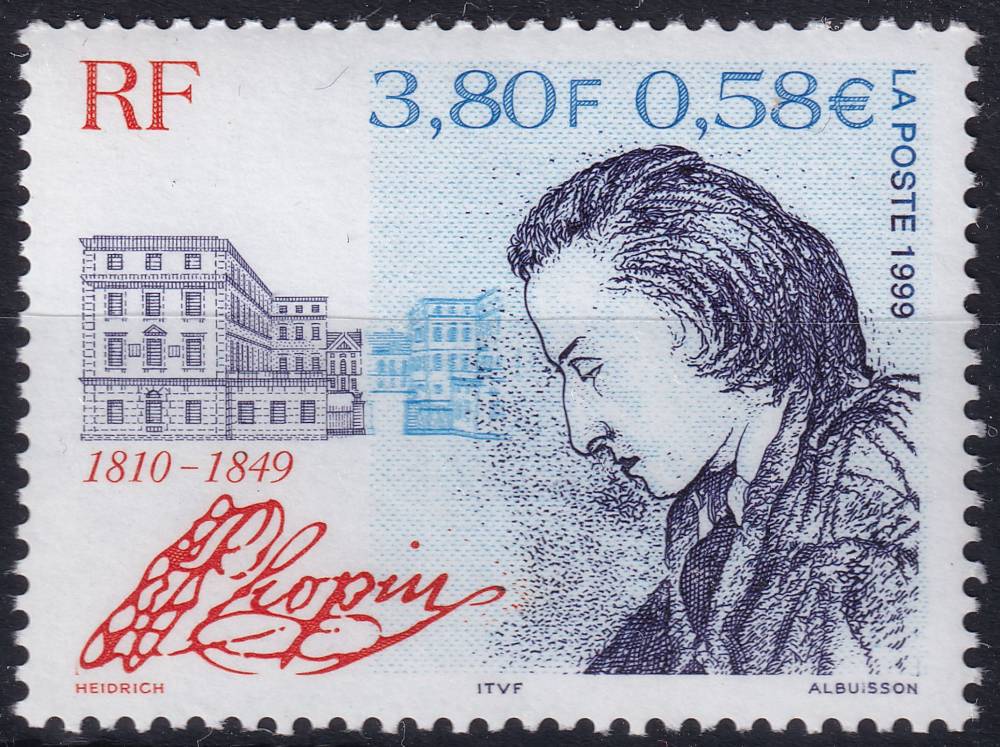 RF
3,80F 0,58€
LA POSTE 1999
1810 - 1849
Chopin
HEIDRICH
ITVF
ALBUISSON